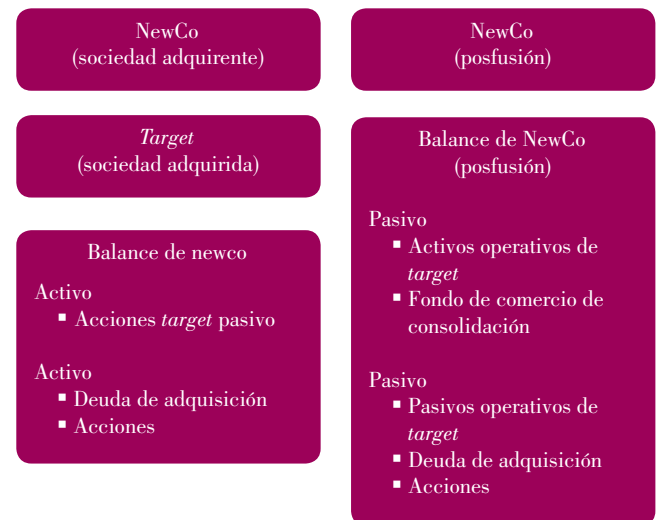 NewCo
(sociedad adquirente)
Target
(sociedad adquirida)
Balance de newco
Activo
▪ Acciones target pasivo
Activo
▪ Deuda de adquisición
▪ Acciones
NewCo
(posfusión)
Balance de NewCo
(posfusión)
Pasivo
▪ Activos operativos de
target
▪ Fondo de comercio de
consolidación
Pasivo
▪ Pasivos operativos de
target
▪ Deuda de adquisición
▪ Acciones